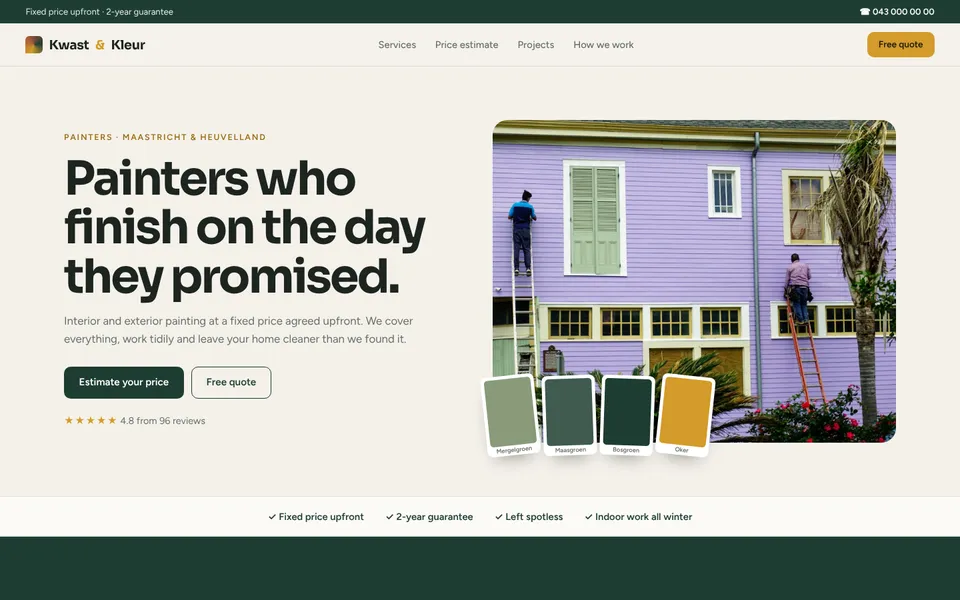 Fixed price upfront · 2-year guarantee
☎ 043 000 00 00
Kwast & Kleur
Services
Price estimate
Projects
How we work
Free quote
PAINTERS · MAASTRICHT & HEUVELLAND
Painters who
finish on the day
they promised.
Interior and exterior painting at a fixed price agreed upfront. We cover
everything, work tidily and leave your home cleaner than we found it.
Estimate your price
Free quote
★★★★★ 4.8 from 96 reviews
Mergelgroen
Maasgroen
Bosgroen
Oker
✓ Fixed price upfront
✓ 2-year guarantee
✓ Left spotless
✓ Indoor work all winter